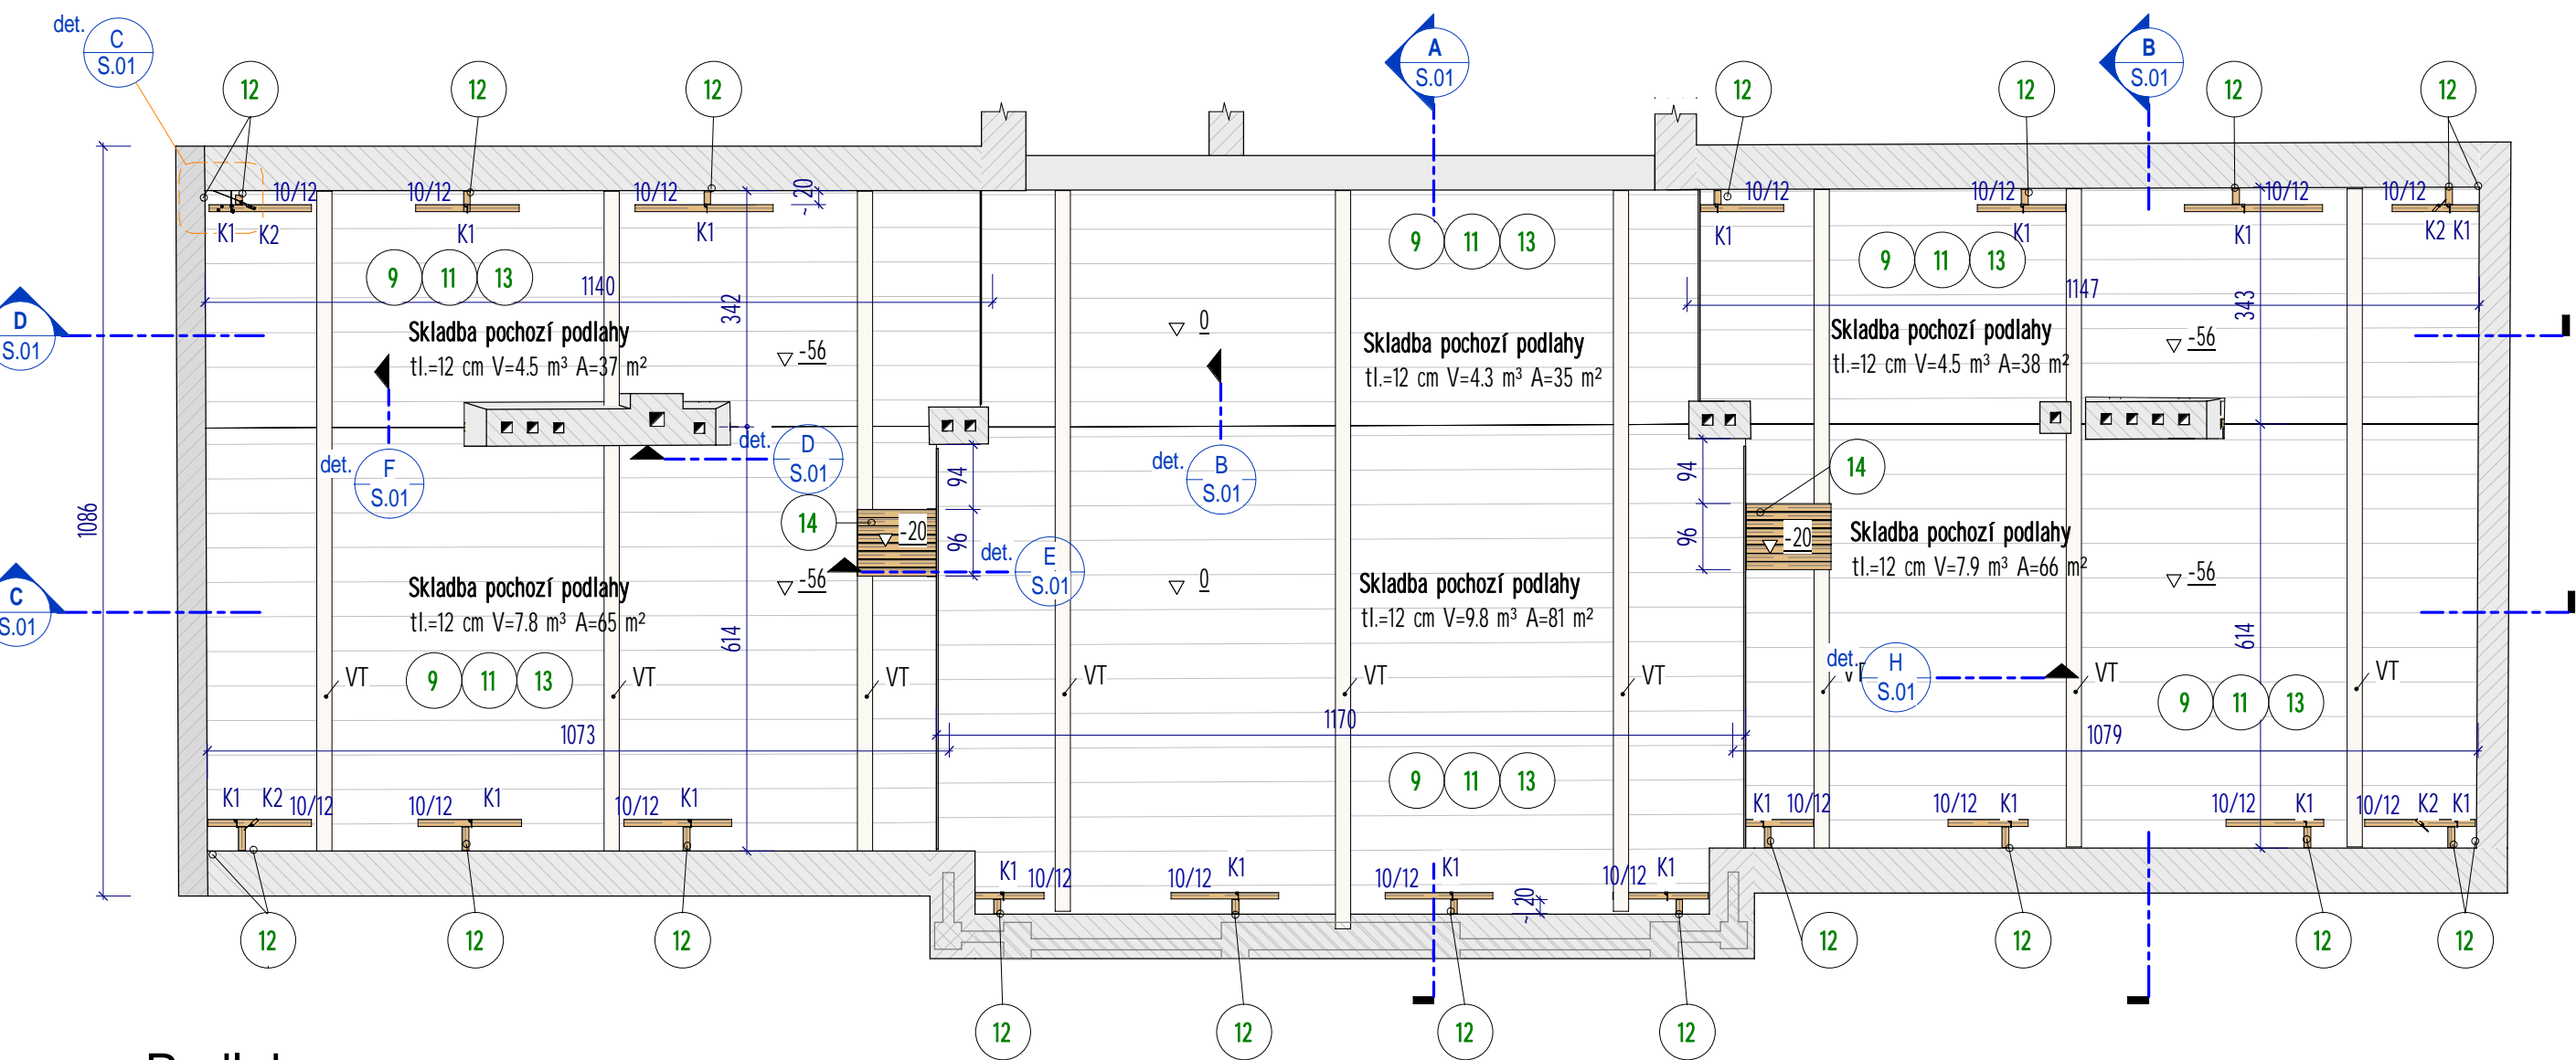 det.
C
S.01
A
S.01
B
S.01
12
12
12
12
12
12
12
10/12
10/12
10/12
~ 20
10/12
10/12
10/12
10/12
K1
K2
K1
K1
K1
K1
K1
K2
K1
9
11
13
9
11
13
9
11
13
1140
342
1147
343
D
S.01
Skladba pochozí podlahy
tl.=12 cm V=4.5 m³ A=37 m²
-56
0
Skladba pochozí podlahy
tl.=12 cm V=4.3 m³ A=35 m²
Skladba pochozí podlahy
tl.=12 cm V=4.5 m³ A=38 m²
-56
det.
F
S.01
det.
D
S.01
94
det.
B
S.01
94
14
1086
14
-20
96
det.
E
S.01
96
-20
Skladba pochozí podlahy
tl.=12 cm V=7.9 m³ A=66 m²
C
S.01
Skladba pochozí podlahy
tl.=12 cm V=7.8 m³ A=65 m²
-56
0
Skladba pochozí podlahy
tl.=12 cm V=9.8 m³ A=81 m²
-56
614
614
9
11
13
VT
VT
VT
VT
VT
VT
det.
H
S.01
VT
VT
9
11
13
1073
1170
1079
9
11
13
K1
K2
10/12
10/12
K1
10/12
K1
K1
10/12
10/12
K1
10/12
K1
10/12
K2
K1
K1
10/12
10/12
K1
10/12
K1
~ 20
10/12
K1
12
12
12
12
12
12
12
12
12
12
12